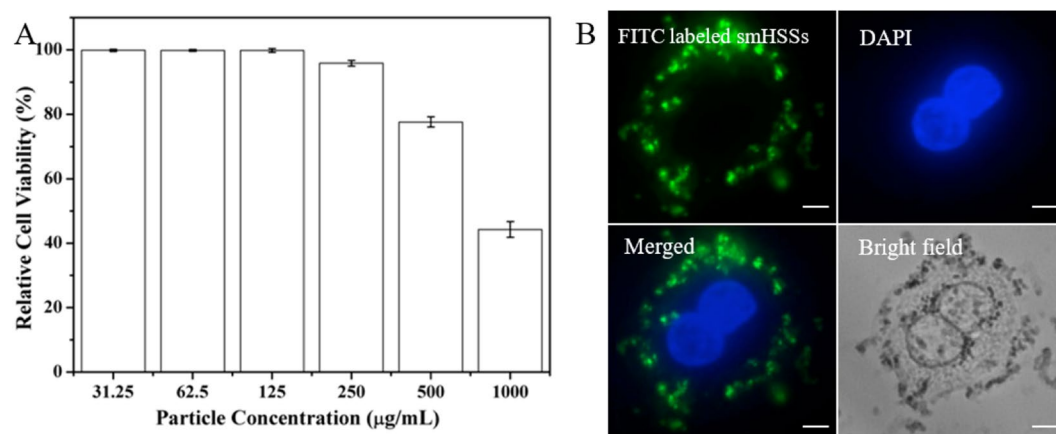 A
Relative Cell Viability (%)
100
80
60
40
20
0
31.25 62.5 125 250 500 1000
Particle Concentration (μg/mL)
B
FITC labeled smHSSs
DAPI
Merged
Bright field